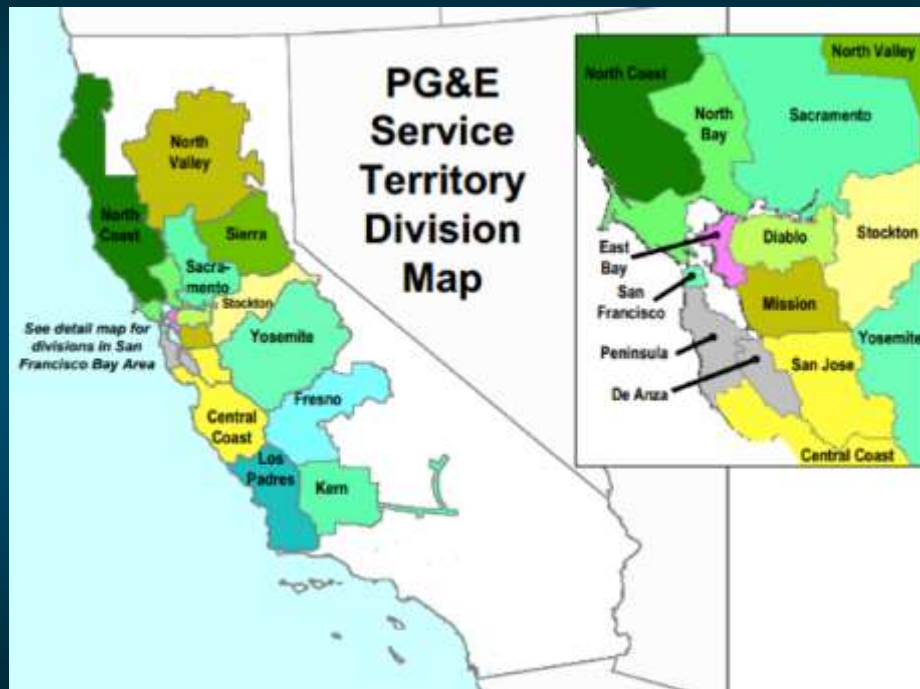 PG&E
Service
Territory
Division
Map
North
Valley
North
Coast
Sierra
Sacra-
mento
Stockton
See detail map for
divisions in San
Francisco Bay Area
Yosemite
Fresno
Central
Coast
Los
Padres
Kern
North Valley
North Coast
North
Bay
Sacramento
East
Bay
Diablo
Stockton
San
Francisco
Mission
Peninsula
San Jose
Yosemite
De Anza
Central Coast